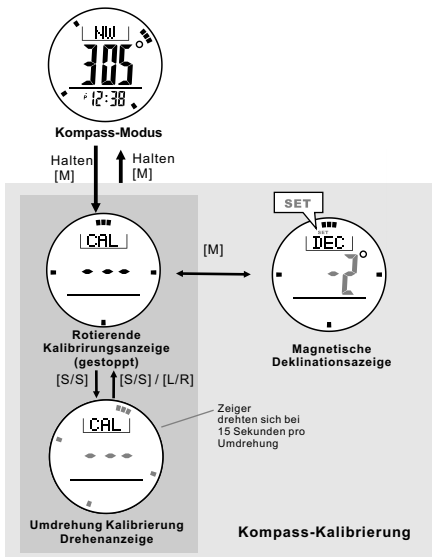 NW
305°
P 12:38
Kompass-Modus
Halten
[M]
Halten
[M]
SET
CAL
- - -
[M]
SET
DEC
-2°
Rotierende
Kalibrirungsanzeige
(gestoppt)
Magnetische
Deklinationsazeige
[S/S]
[S/S] / [L/R]
CAL
- - -
Zeiger
drehten sich bei
15 Sekunden pro
Umdrehung
Umdrehung Kalibrierung
Drehenanzeige
Kompass-Kalibrierung